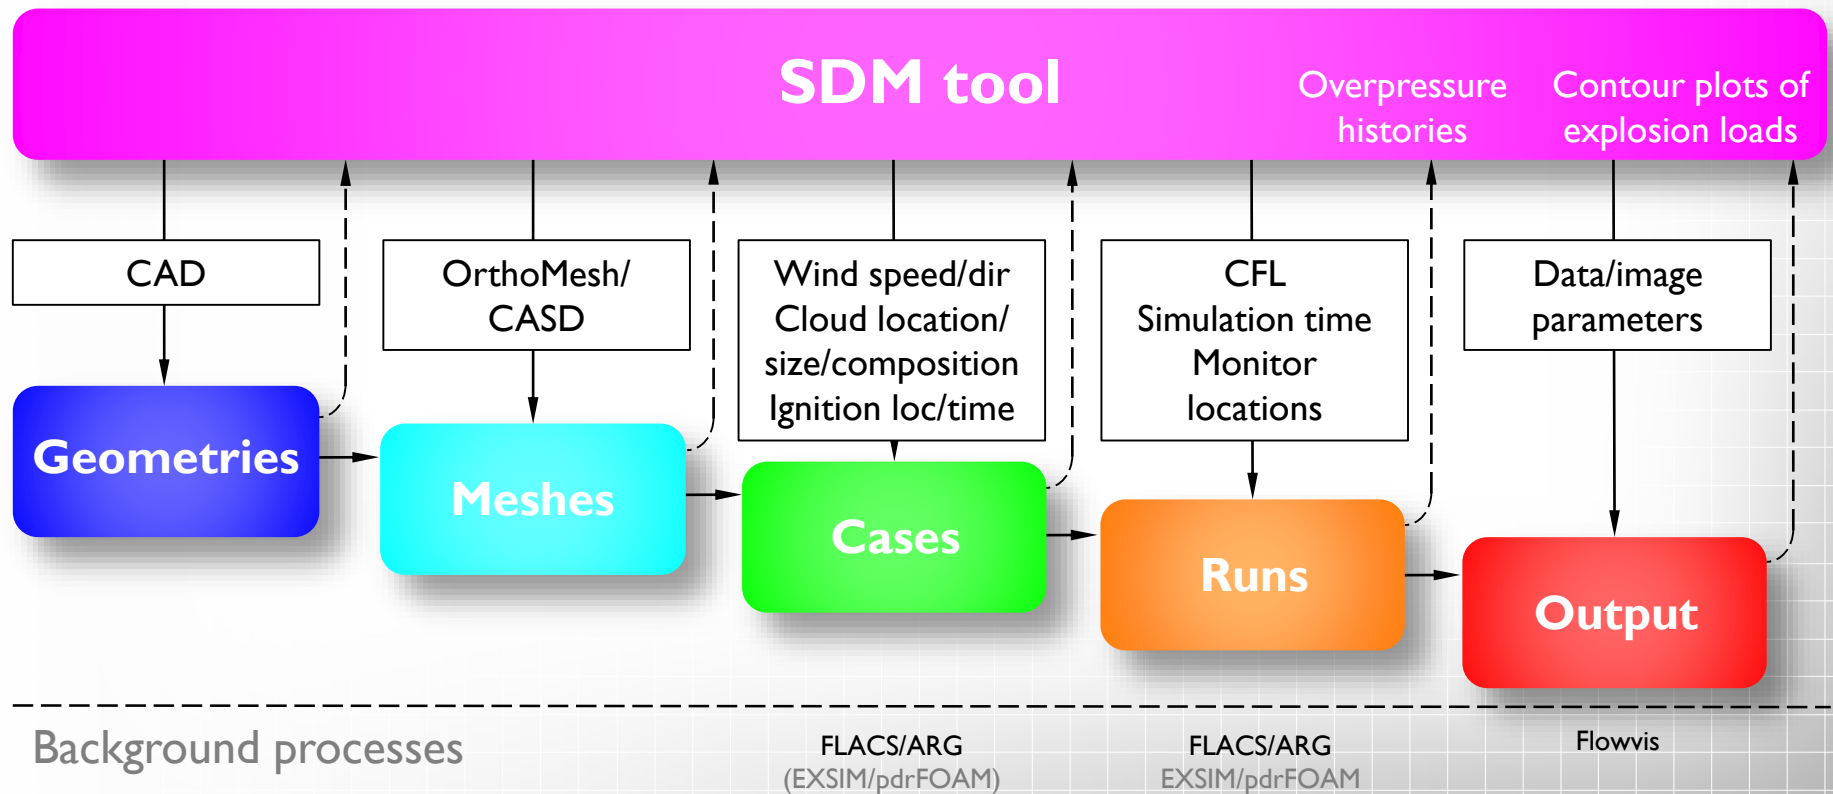 SDM tool
Overpressure
histories
Contour plots of
explosion loads
CAD
OrthoMesh/
CASD
Wind speed/dir
Cloud location/
size/composition
Ignition loc/time
CFL
Simulation time
Monitor
locations
Data/image
parameters
Geometries
Meshes
Cases
Runs
Output
Background processes
FLACS/ARG
(EXSIM/pdrFOAM)
FLACS/ARG
EXSIM/pdrFOAM
Flowvis